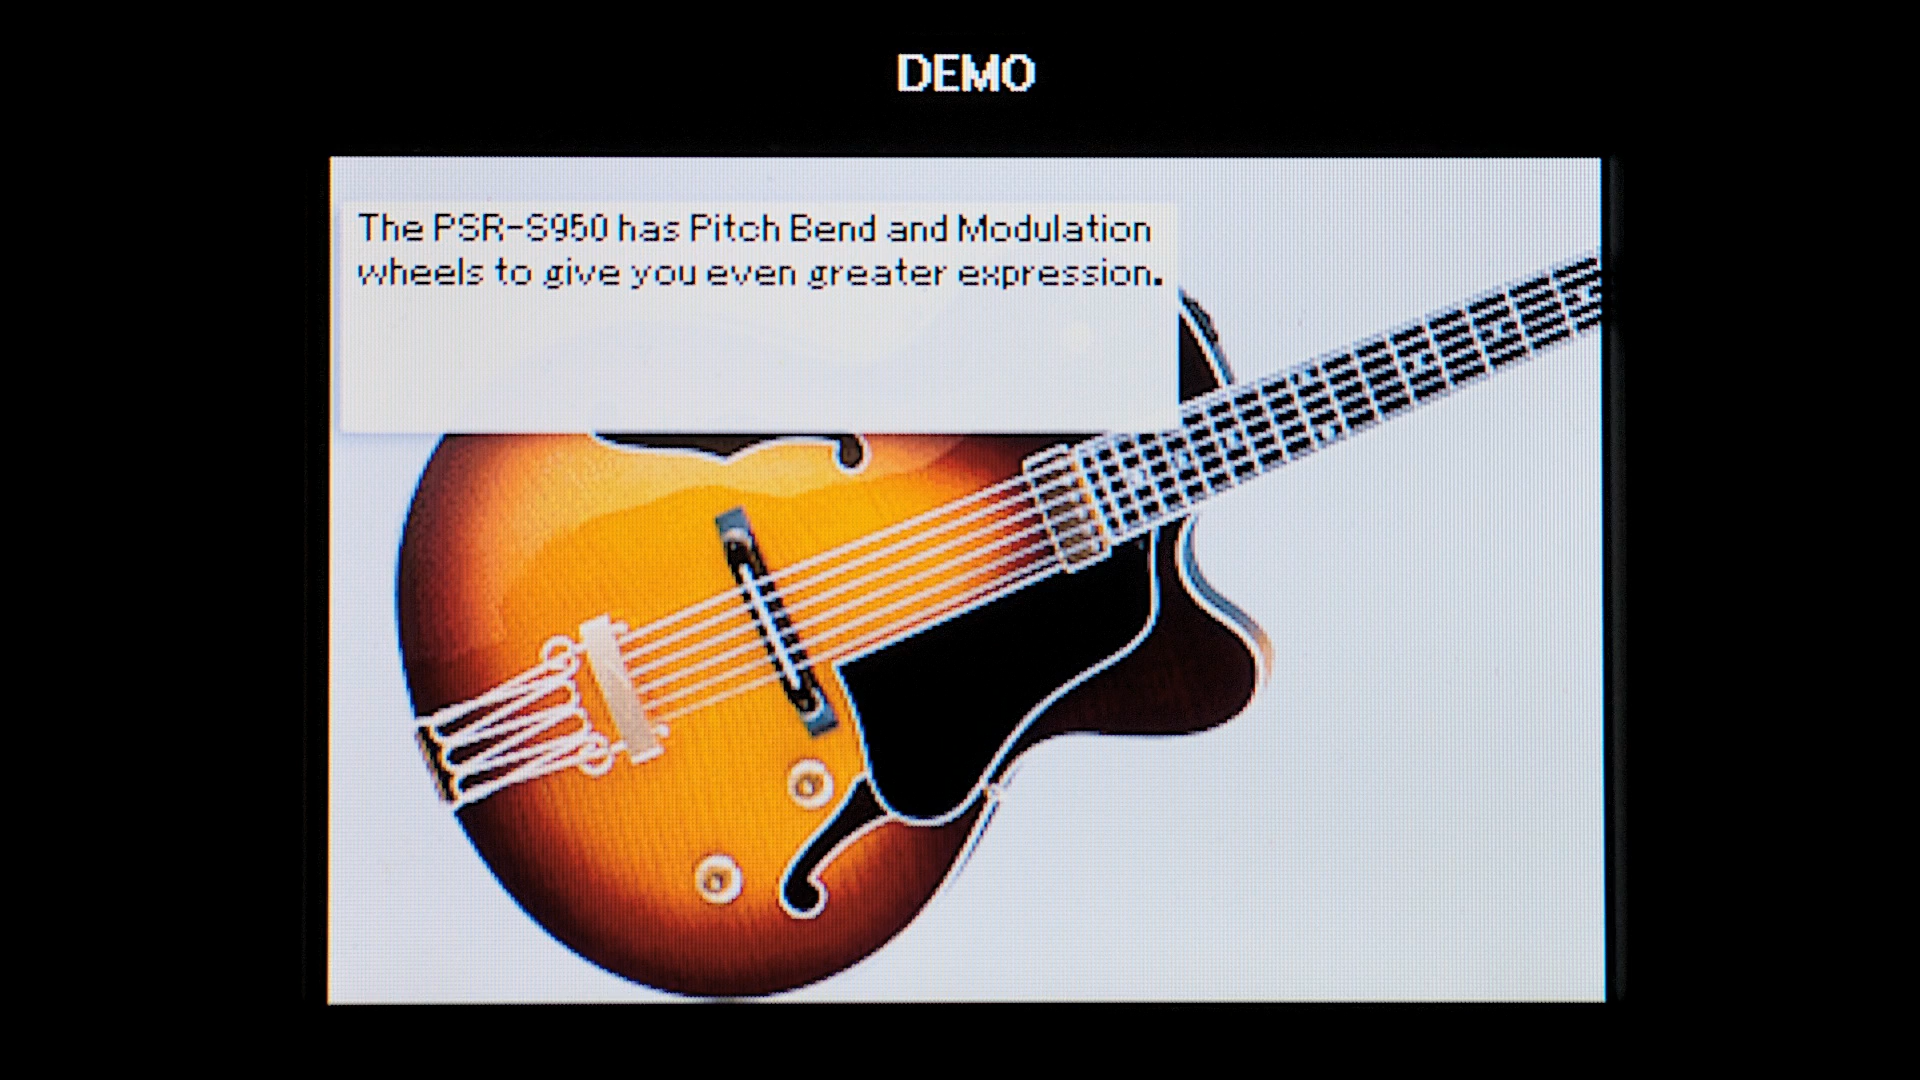 DEMO
The PSR-S950 has Pitch Bend and Modulation
wheels to give you even greater expression.